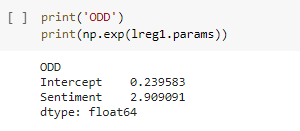 [ ] print('ODD')
print(np.exp(lreg1.params))
ODD
Intercept    0.239583
Sentiment    2.909091
dtype: float64